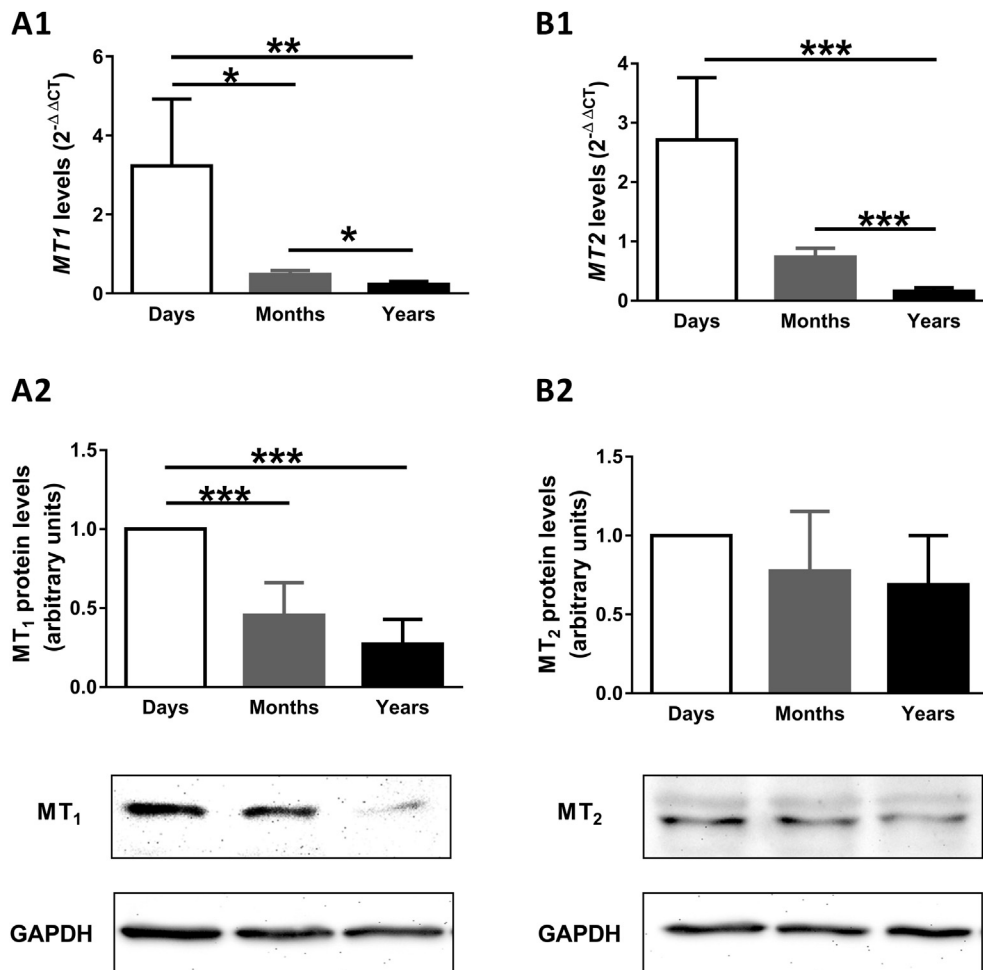 A1
MT1 levels (2-Δ ΔCT)
6
4
2
0
**
*
*
Days Months Years
B1
MT2 levels (2-Δ ΔCT)
4
3
2
1
0
***
***
Days Months Years
A2
MT1 protein levels
(arbitrary units)
1.5
1.0
0.5
0.0
***
***
Days Months Years
B2
MT2 protein levels
(arbitrary units)
1.5
1.0
0.5
0.0
Days Months Years
MT1
GAPDH
MT2
GAPDH